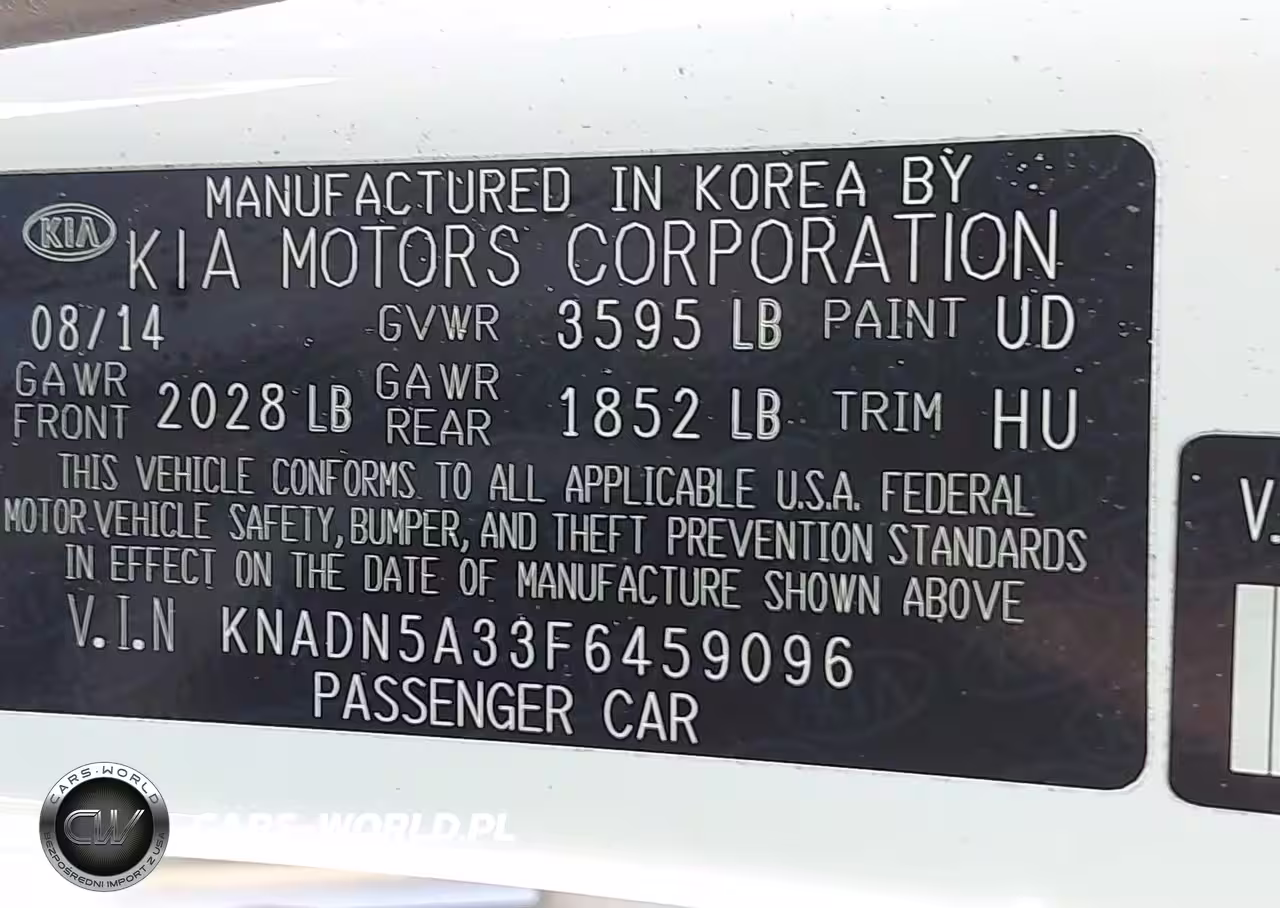 MANUFACTURED IN KOREA BY
KIA KIA MOTORS CORPORATION
08/14 GVWR 3595 LB PAINT UD
GAWR FRONT 2028 LB GAWR REAR 1852 LB TRIM HU
THIS VEHICLE CONFORMS TO ALL APPLICABLE U.S.A. FEDERAL
MOTOR VEHICLE SAFETY, BUMPER, AND THEFT PREVENTION STANDARDS
IN EFFECT ON THE DATE OF MANUFACTURE SHOWN ABOVE
V.I.N KNADN5A33F6459096
PASSENGER CAR
V.
CARS-WORLD
CW
BEZPOŚREDNI IMPORT Z USA
CARS-WORLD.PL